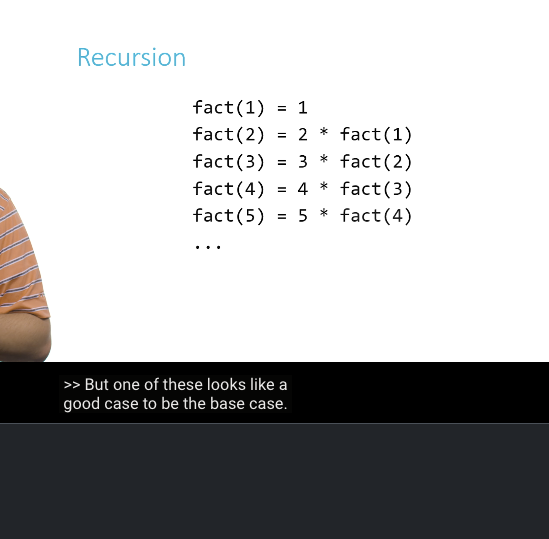 Recursion
fact(1) = 1
fact(2) = 2 * fact(1)
fact(3) = 3 * fact(2)
fact(4) = 4 * fact(3)
fact(5) = 5 * fact(4)
...
>> But one of these looks like a
good case to be the base case.